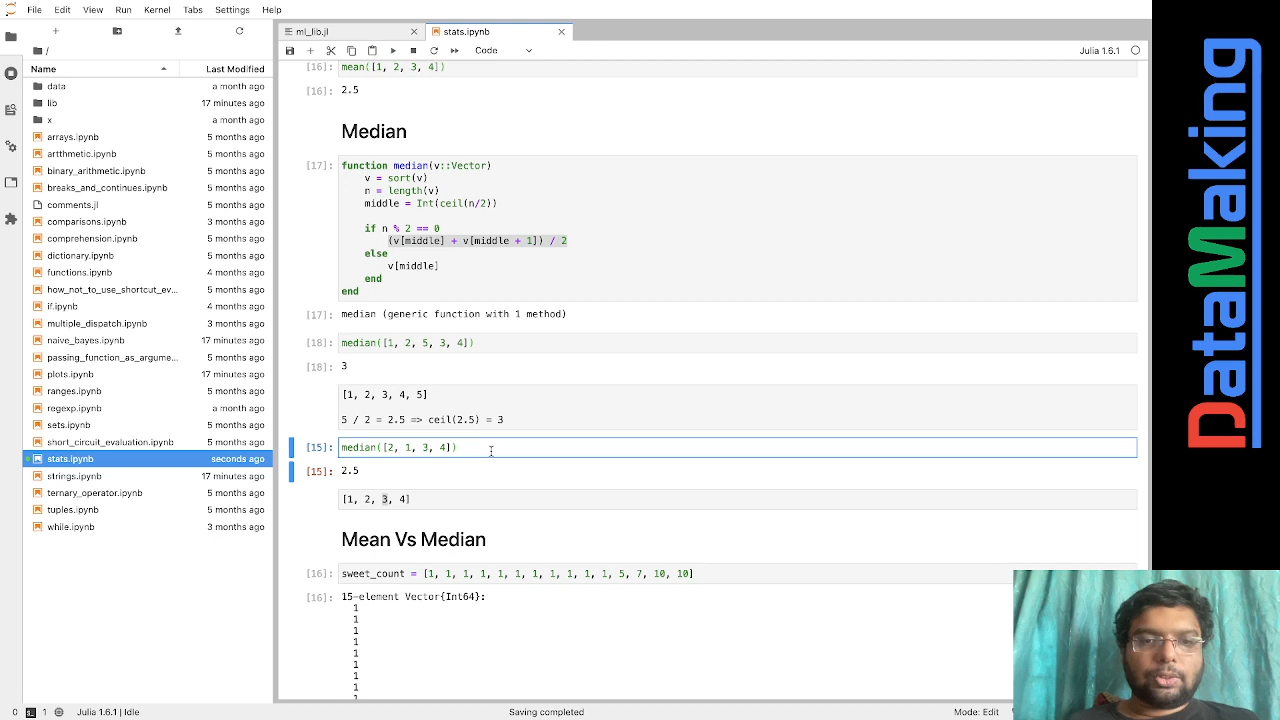 File Edit View Run Kernel Tabs Settings Help
ml_lib.jl
stats.ipynb
Code
Julia 1.6.1
/
Name Last Modified
data a month ago
lib 17 minutes ago
x a month ago
arrays.ipynb 5 months ago
artthmetic.ipynb 5 months ago
binary_arithmetic.ipynb 5 months ago
breaks_and_continues.ipynb 5 months ago
comments.jl 5 months ago
comparisons.ipynb 3 months ago
comprehension.ipynb 5 months ago
dictionary.ipynb 5 months ago
functions.ipynb 4 months ago
how_not_to_use_shortcut_ev... 5 months ago
if.ipynb 4 months ago
multiple_dispatch.ipynb 3 months ago
naive_bayes.ipynb 17 minutes ago
passing_function_as_argume... 5 months ago
plots.ipynb 17 minutes ago
ranges.ipynb 5 months ago
regexp.ipynb a month ago
sets.ipynb 5 months ago
short_circuit_evaluation.ipynb 5 months ago
stats.ipynb seconds ago
strings.ipynb 17 minutes ago
ternary_operator.ipynb 5 months ago
tuples.ipynb 5 months ago
while.ipynb 5 months ago
[16]: mean([1, 2, 3, 4])
[16]: 2.5
Median
[17]: function median(v::Vector)
v = sort(v)
n = length(v)
middle = Int(ceil(n/2))
if n % 2 == 0
(v[middle] + v[middle + 1]) / 2
else
v[middle]
end
end
[17]: median (generic function with 1 method)
[18]: median([1, 2, 5, 3, 4])
[18]: 3
[1, 2, 3, 4, 5]
5 / 2 = 2.5 => ceil(2.5) = 3
[15]: median([2, 1, 3, 4])
[15]: 2.5
[1, 2, 3, 4]
Mean Vs Median
[16]: sweet_count = [1, 1, 1, 1, 1, 1, 1, 1, 1, 1, 1, 5, 7, 10, 10]
[16]: 15-element Vector{Int64}:
1
1
1
1
1
1
1
1
1
0 1 Julia 1.6.1 | Idle
Saving completed
Mode: Edit
DataMaking